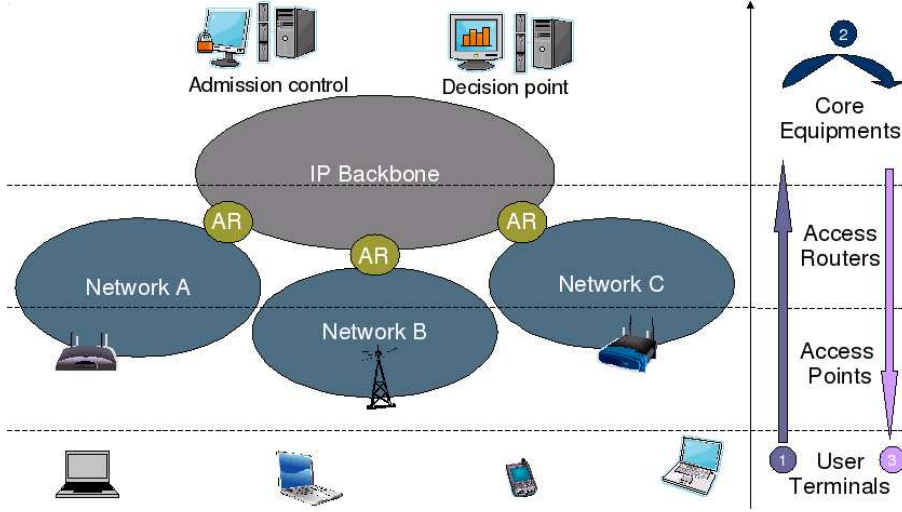 2
Admission control
Decision point
Core
Equipments
IP Backbone
AR
AR
AR
Access
Routers
Network A
Network C
Network B
Access
Points
1
User
3
Terminals